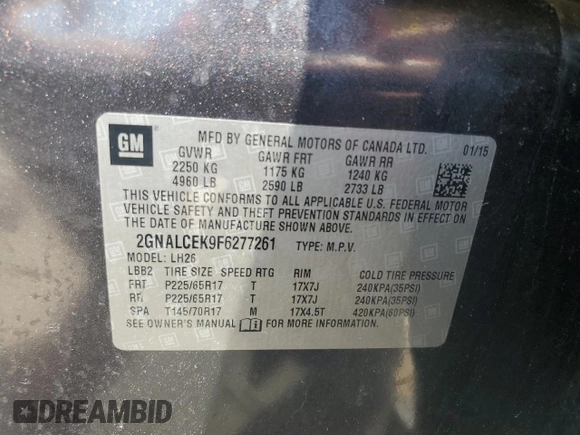 GM
MFD BY GENERAL MOTORS OF CANADA LTD. 01/15
GVWR GAWR FRT GAWR RR
2250 KG 1175 KG 1240 KG
4960 LB 2590 LB 2733 LB
THIS VEHICLE CONFORMS TO ALL APPLICABLE U.S. FEDERAL MOTOR
VEHICLE SAFETY AND THEFT PREVENTION STANDARDS IN EFFECT ON
THE DATE OF MANUFACTURE SHOWN ABOVE.
2GNALCEK9F6277261 TYPE: M.P.V.
MODEL: LH26
LBB2 TIRE SIZE SPEED RTG RIM COLD TIRE PRESSURE
FRT P225/65R17 T 17X7J 240KPA(35PSI)
RR P225/65R17 T 17X7J 240KPA(35PSI)
SPA T145/70R17 M 17X4.5T 420KPA(60PSI)
SEE OWNER'S MANUAL FOR MORE INFORMATION
DREAMBID